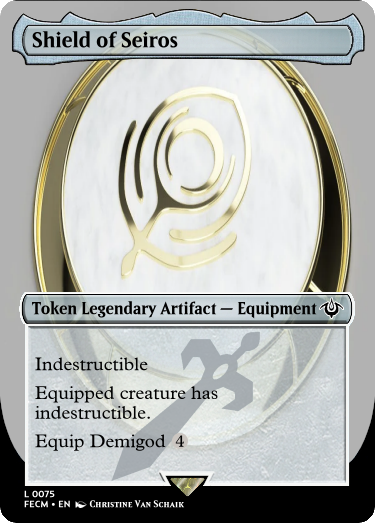 Shield of Seiros
Token Legendary Artifact — Equipment
Indestructible
Equipped creature has
indestructible.
Equip Demigod 4
L 0075
FECM • EN Christine Van Schaik